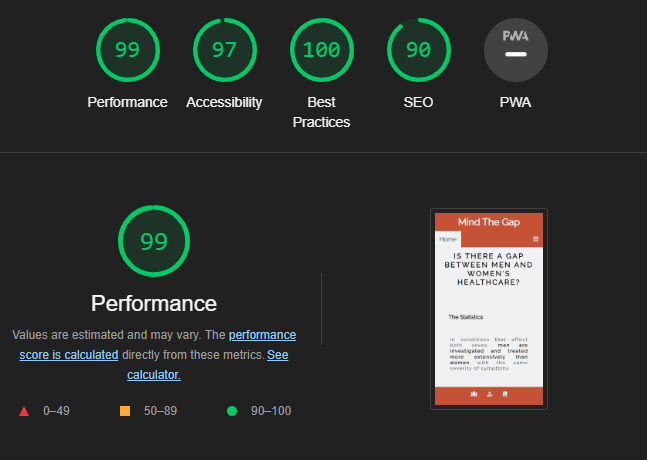 99
97
100
90
PWA
Performance
Accessibility
Best
Practices
SEO
PWA
99
Performance
Values are estimated and may vary. The performance
score is calculated directly from these metrics. See
calculator.
0–49
50–89
90–100
Mind The Gap
Home
IS THERE A GAP
BETWEEN MEN AND
WOMEN'S
HEALTHCARE?
The Statistics
In conditions that affect
both sexes, men are
investigated and treated
more extensively than
women with the same
severity of symptoms